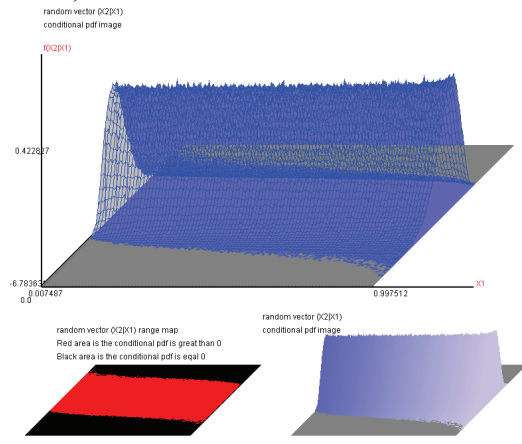 random vector (X2|X1)
conditional pdf image
f(X2|X1)
0.422827
-6.78363
0.007487
0.0
0.997512
X1
random vector (X2|X1) range map
Red area is the conditional pdf is great than 0
Black area is the conditional pdf is eqal 0
random vector (X2|X1)
conditional pdf image